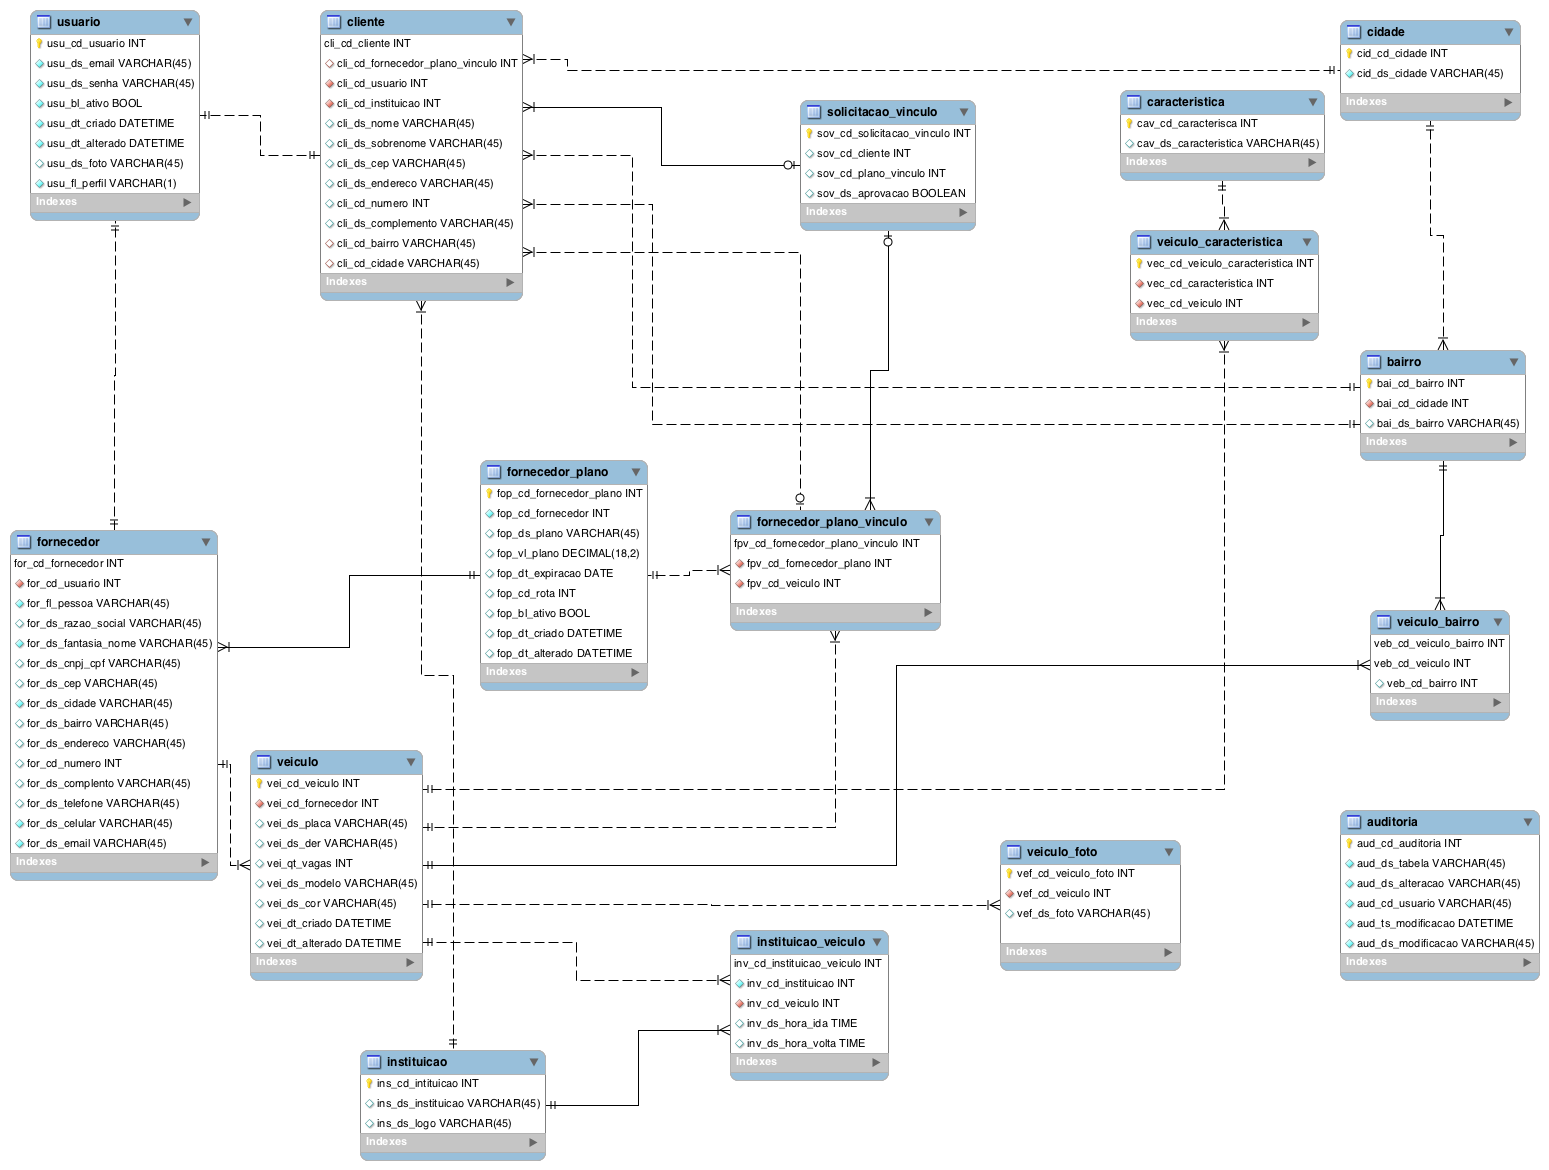 usuario
usu_cd_usuario INT
usu_ds_email VARCHAR(45)
usu_ds_senha VARCHAR(45)
usu_bl_ativo BOOL
usu_dt_criado DATETIME
usu_dt_alterado DATETIME
usu_ds_foto VARCHAR(45)
usu_fl_perfil VARCHAR(1)
Indexes
cliente
cli_cd_cliente INT
cli_cd_fornecedor_plano_vinculo INT
cli_cd_usuario INT
cli_cd_instituicao INT
cli_ds_nome VARCHAR(45)
cli_ds_sobrenome VARCHAR(45)
cli_ds_cep VARCHAR(45)
cli_ds_endereco VARCHAR(45)
cli_cd_numero INT
cli_ds_complemento VARCHAR(45)
cli_cd_bairro VARCHAR(45)
cli_cd_cidade VARCHAR(45)
Indexes
solicitacao_vinculo
sov_cd_solicitacao_vinculo INT
sov_cd_cliente INT
sov_cd_plano_vinculo INT
sov_ds_aprovacao BOOLEAN
Indexes
caracteristica
cav_cd_caracterisca INT
cav_ds_caracteristica VARCHAR(45)
Indexes
cidade
cid_cd_cidade INT
cid_ds_cidade VARCHAR(45)
Indexes
veiculo_caracteristica
vec_cd_veiculo_caracteristica INT
vec_cd_caracteristica INT
vec_cd_veiculo INT
Indexes
bairro
bai_cd_bairro INT
bai_cd_cidade INT
bai_ds_bairro VARCHAR(45)
Indexes
fornecedor_plano
fop_cd_fornecedor_plano INT
fop_cd_fornecedor INT
fop_ds_plano VARCHAR(45)
fop_vl_plano DECIMAL(18,2)
fop_dt_expiracao DATE
fop_cd_rota INT
fop_bl_ativo BOOL
fop_dt_criado DATETIME
fop_dt_alterado DATETIME
Indexes
fornecedor_plano_vinculo
fpv_cd_fornecedor_plano_vinculo INT
fpv_cd_fornecedor_plano INT
fpv_cd_veiculo INT
Indexes
fornecedor
for_cd_fornecedor INT
for_cd_usuario INT
for_fl_pessoa VARCHAR(45)
for_ds_razao_social VARCHAR(45)
for_ds_fantasia_nome VARCHAR(45)
for_ds_cnpj_cpf VARCHAR(45)
for_ds_cep VARCHAR(45)
for_ds_cidade VARCHAR(45)
for_ds_bairro VARCHAR(45)
for_ds_endereco VARCHAR(45)
for_cd_numero INT
for_ds_complento VARCHAR(45)
for_ds_telefone VARCHAR(45)
for_ds_celular VARCHAR(45)
for_ds_email VARCHAR(45)
Indexes
veiculo_bairro
veb_cd_veiculo_bairro INT
veb_cd_veiculo INT
veb_cd_bairro INT
Indexes
veiculo
vei_cd_veiculo INT
vei_cd_fornecedor INT
vei_ds_placa VARCHAR(45)
vei_ds_der VARCHAR(45)
vei_qt_vagas INT
vei_ds_modelo VARCHAR(45)
vei_ds_cor VARCHAR(45)
vei_dt_criado DATETIME
vei_dt_alterado DATETIME
Indexes
veiculo_foto
vef_cd_veiculo_foto INT
vef_cd_veiculo INT
vef_ds_foto VARCHAR(45)
Indexes
auditoria
aud_cd_auditoria INT
aud_ds_tabela VARCHAR(45)
aud_ds_alteracao VARCHAR(45)
aud_cd_usuario VARCHAR(45)
aud_ts_modificacao DATETIME
aud_ds_modificacao VARCHAR(45)
Indexes
instituicao_veiculo
inv_cd_instituicao_veiculo INT
inv_cd_instituicao INT
inv_cd_veiculo INT
inv_ds_hora_ida TIME
inv_ds_hora_volta TIME
Indexes
instituicao
ins_cd_intituicao INT
ins_ds_instituicao VARCHAR(45)
ins_ds_logo VARCHAR(45)
Indexes